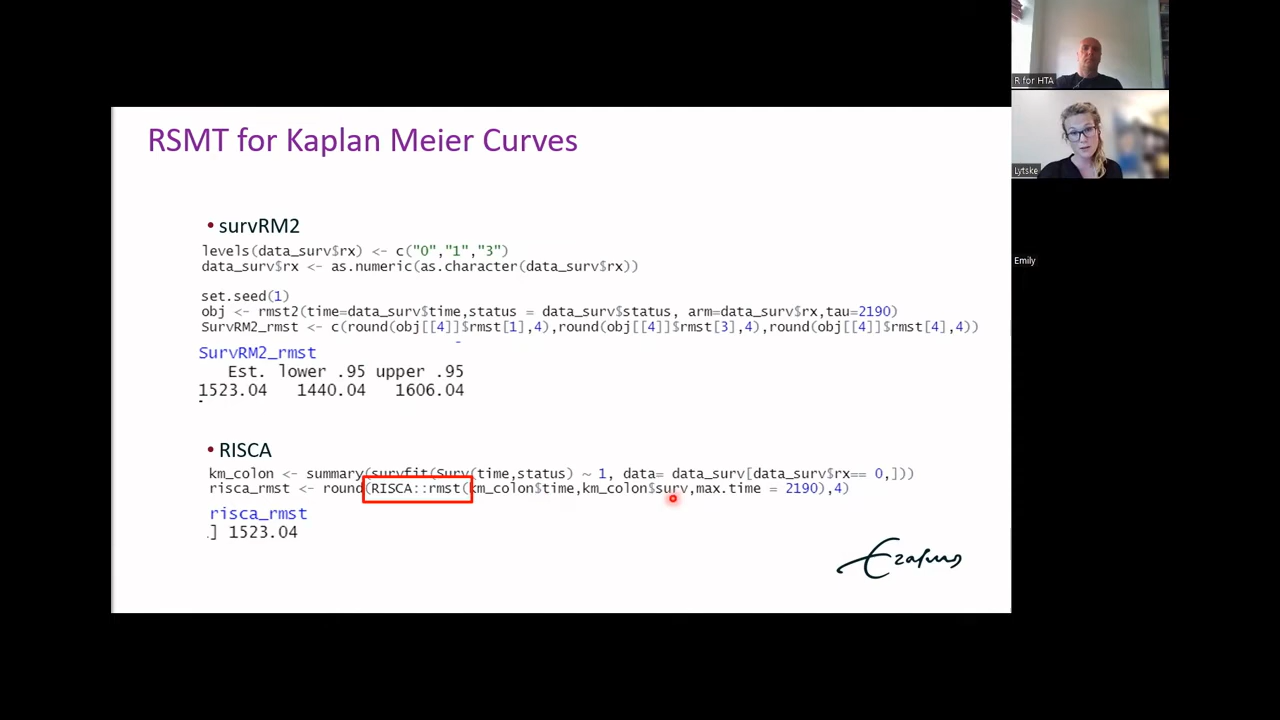 RSMT for Kaplan Meier Curves
R for HTA
Lytske
Emily
• survRM2
levels(data_surv$rx) <- c("0","1","3")
data_surv$rx <- as.numeric(as.character(data_surv$rx))
set.seed(1)
obj <- rmst2(time=data_surv$time,status = data_surv$status, arm=data_surv$rx,tau=2190)
SurvRM2_rmst <- c(round(obj[[4]]$rmst[1],4),round(obj[[4]]$rmst[3],4),round(obj[[4]]$rmst[4],4))
SurvRM2_rmst
Est. lower .95 upper .95
1523.04 1440.04 1606.04
• RISCA
km_colon <- summary(survfit(Surv(time,status) ~ 1, data= data_surv[data_surv$rx== 0,]))
risca_rmst <- round(RISCA::rmst(km_colon$time,km_colon$surv,max.time = 2190),4)
risca_rmst
] 1523.04
Erasmus